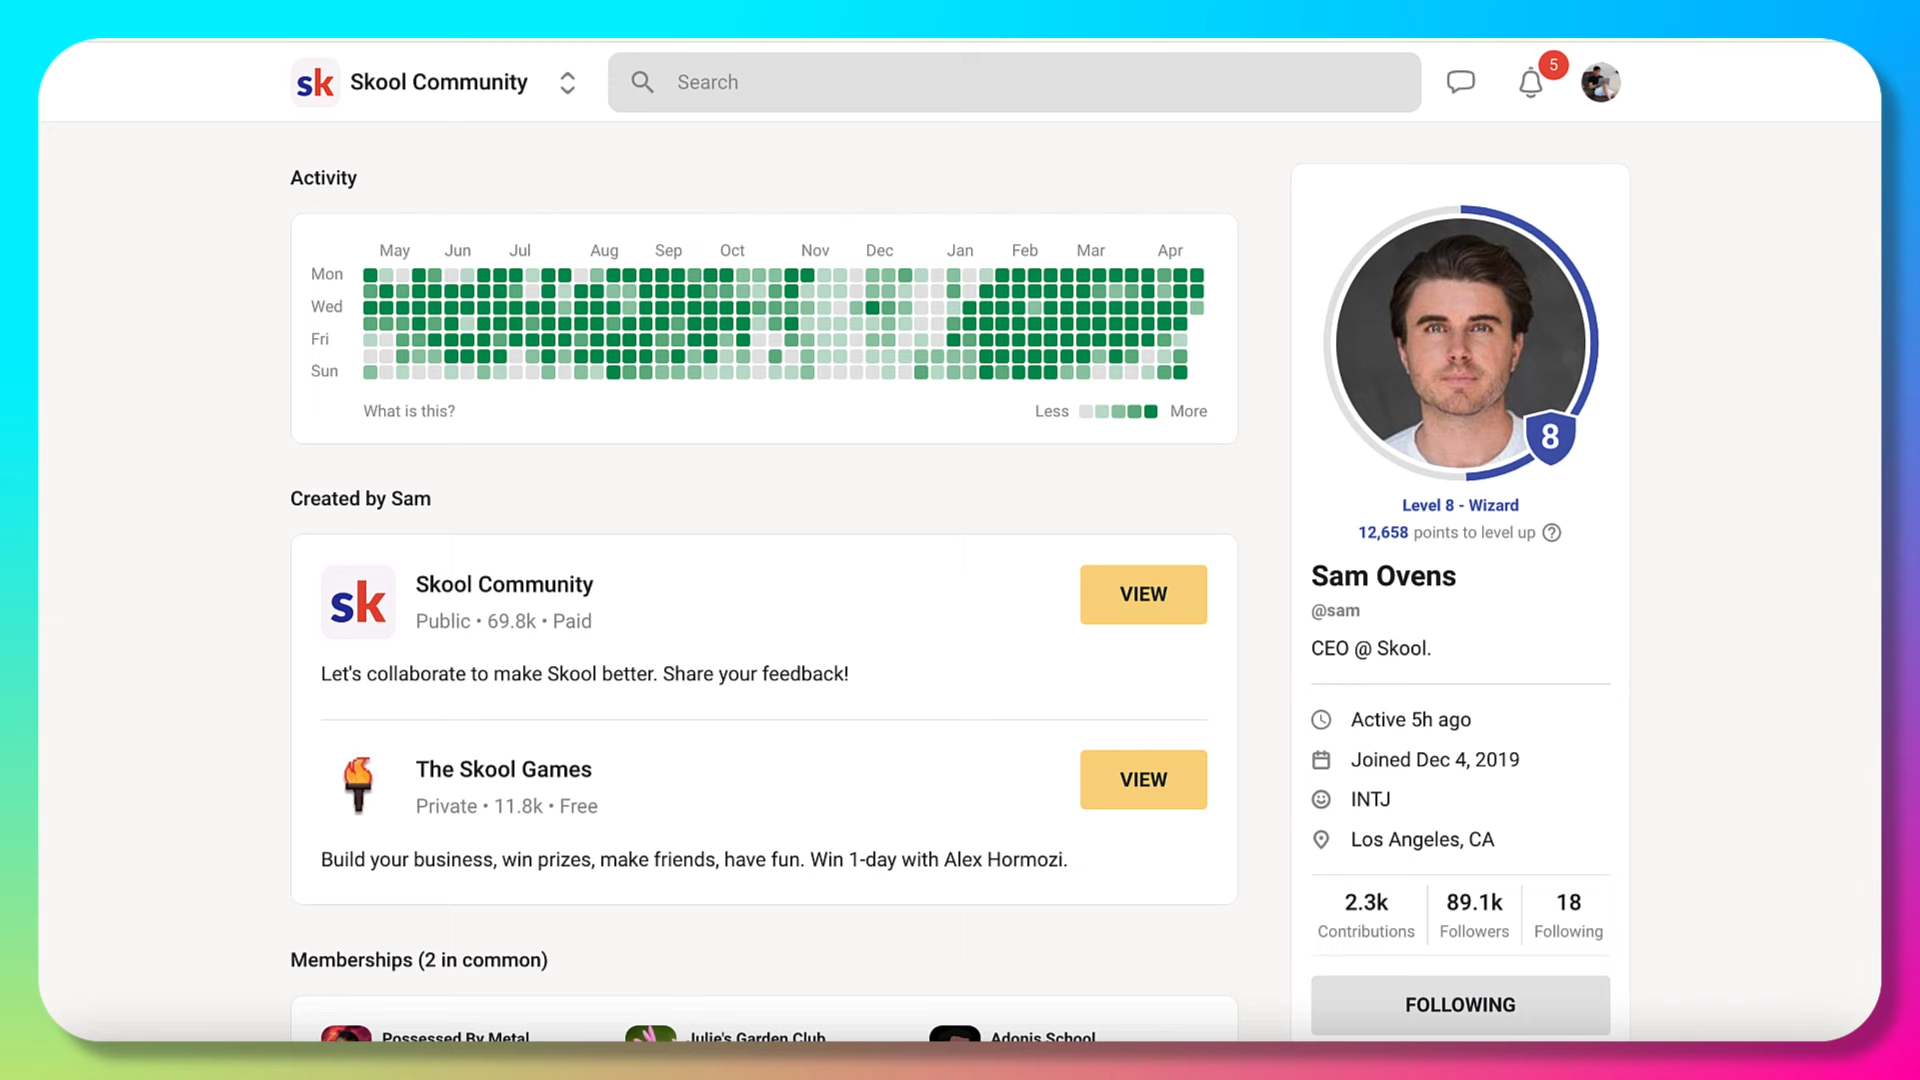 sk Skool Community
Search
5
Activity
May Jun Jul Aug Sep Oct Nov Dec Jan Feb Mar Apr
Mon
Wed
Fri
Sun
What is this?
Less More
Created by Sam
sk
Skool Community
Public • 69.8k • Paid
VIEW
Let's collaborate to make Skool better. Share your feedback!
The Skool Games
Private • 11.8k • Free
VIEW
Build your business, win prizes, make friends, have fun. Win 1-day with Alex Hormozi.
Memberships (2 in common)
Possessed By Metal
Julie's Garden Club
Adonis School
8
Level 8 - Wizard
12,658 points to level up ?
Sam Ovens
@sam
CEO @ Skool.
Active 5h ago
Joined Dec 4, 2019
INTJ
Los Angeles, CA
2.3k 89.1k 18
Contributions Followers Following
FOLLOWING